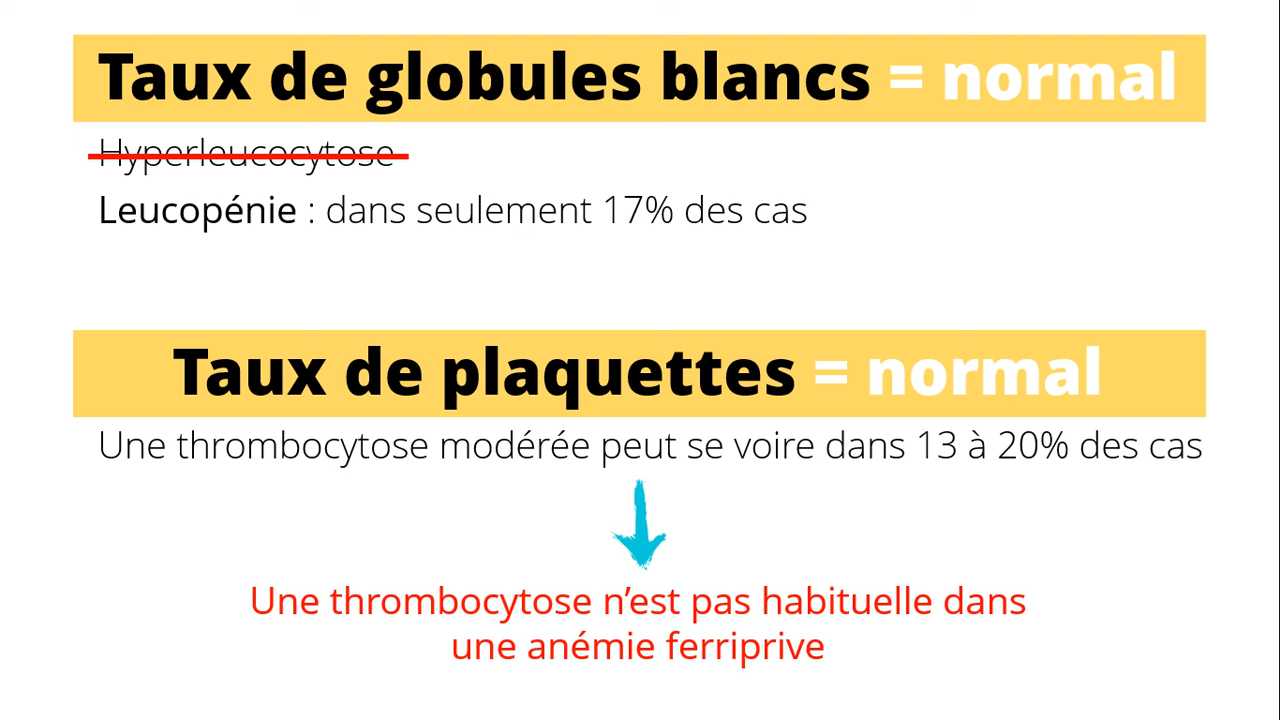 Taux de globules blancs = normal
Hyperleucocytose
Leucopénie : dans seulement 17% des cas
Taux de plaquettes = normal
Une thrombocytose modérée peut se voire dans 13 à 20% des cas
Une thrombocytose n’est pas habituelle dans
une anémie ferriprive